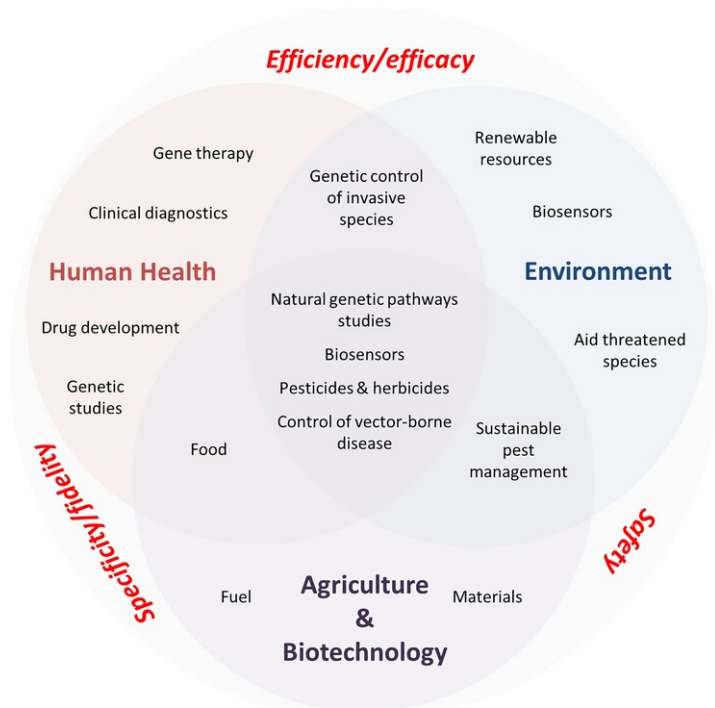 Efficiency/efficacy
Gene therapy
Renewable
resources
Genetic control
of invasive
species
Clinical diagnostics
Biosensors
Human Health
Environment
Natural genetic pathways
studies
Drug development
Aid threatened
species
Biosensors
Genetic
studies
Pesticides & herbicides
Control of vector-borne
disease
Sustainable
pest
management
Food
Specificity/fidelity
Safety
Fuel
Agriculture
&
Biotechnology
Materials